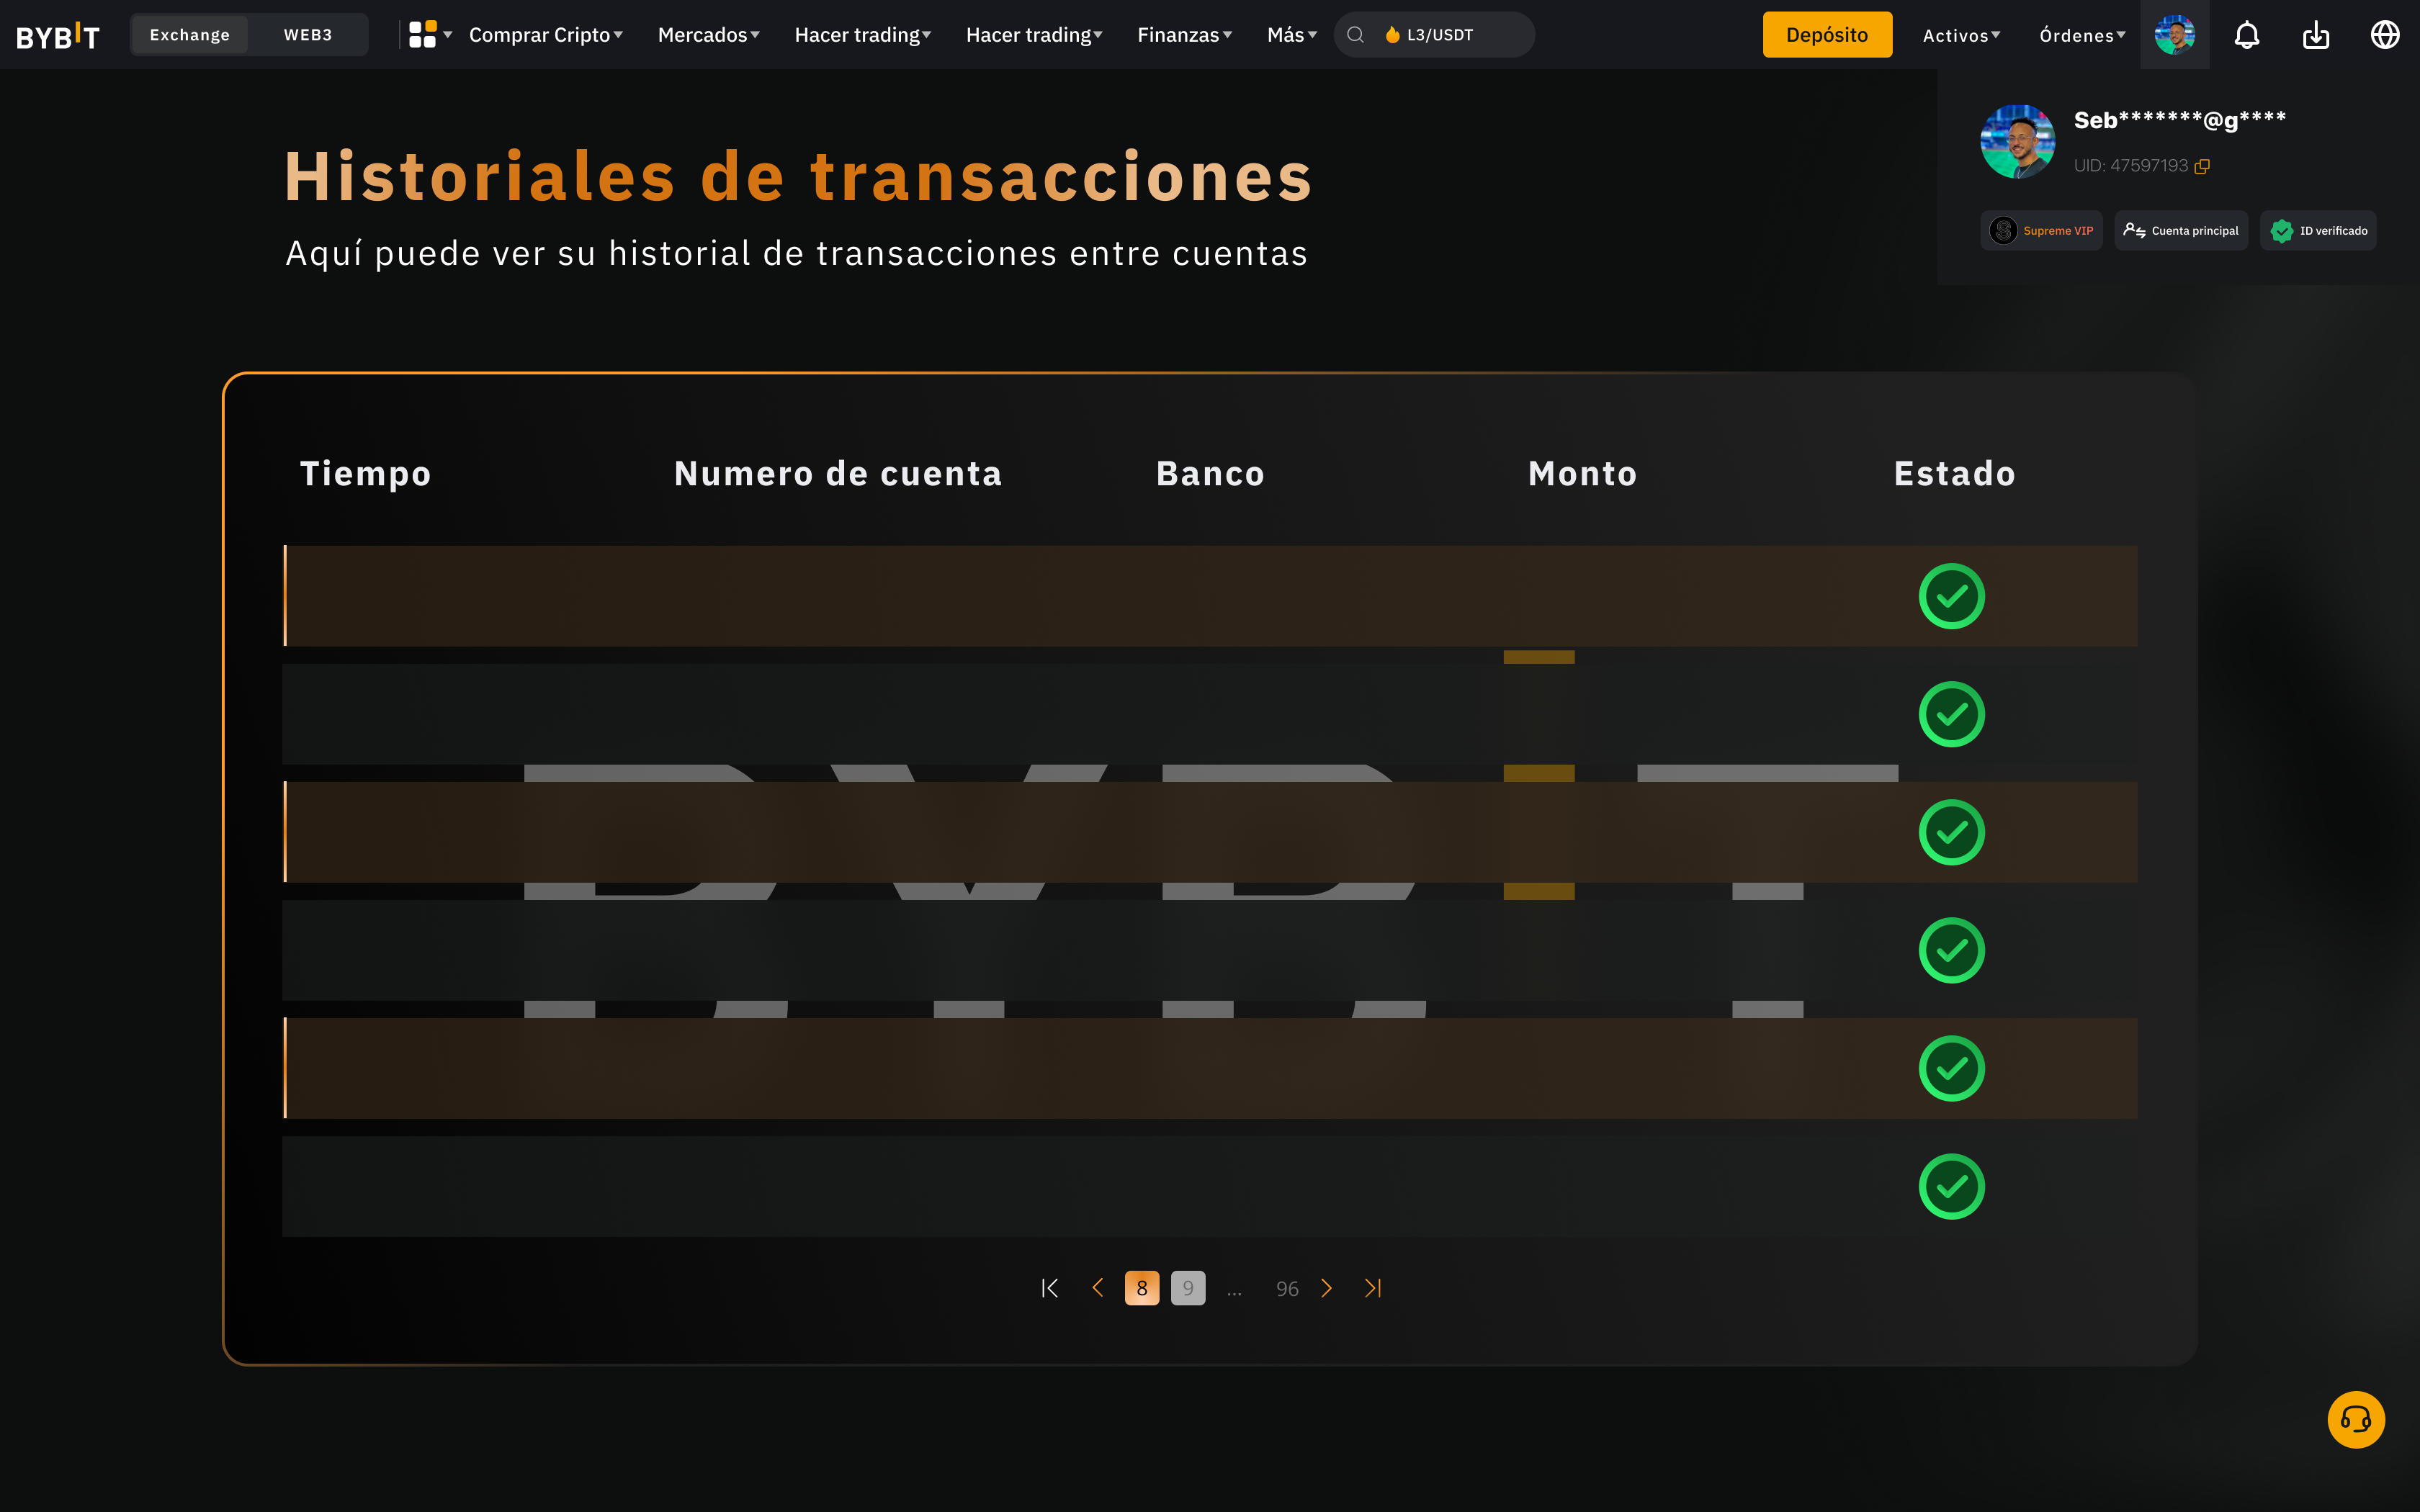 BYBIT Exchange WEB3 Comprar Cripto Mercados Hacer trading Hacer trading Finanzas Más L3/USDT Depósito Activos Órdenes
Seb*******@g****
UID: 47597193
Supreme VIP Cuenta principal ID verificado
Historiales de transacciones
Aquí puede ver su historial de transacciones entre cuentas
Tiempo Numero de cuenta Banco Monto Estado
8 9 ... 96